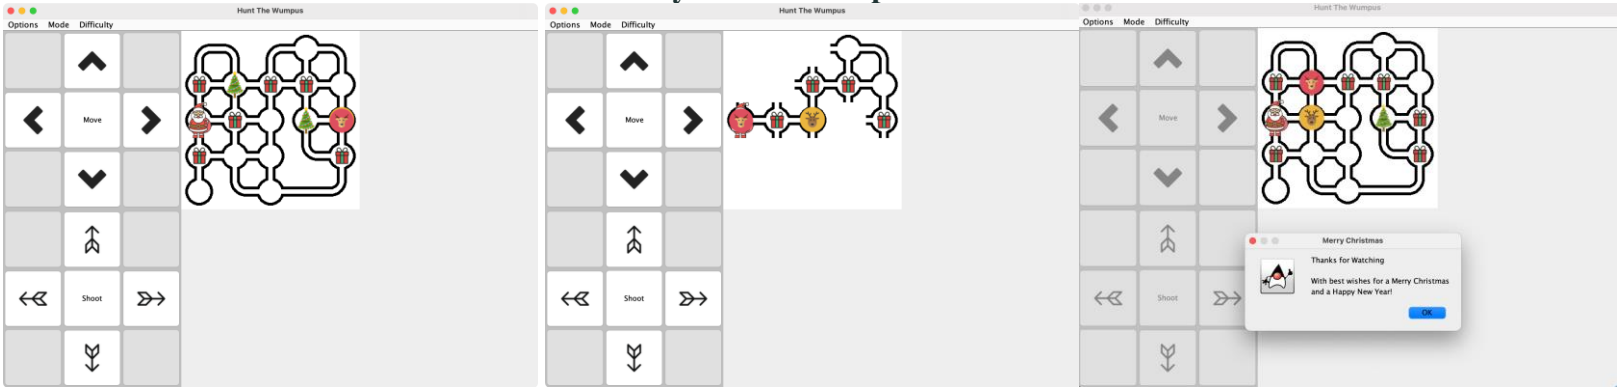 Hunt The Wumpus
Options Mode Difficulty
Move
Shoot
Hunt The Wumpus
Options Mode Difficulty
Move
Shoot
Hunt The Wumpus
Options Mode Difficulty
Move
Shoot
Merry Christmas
Thanks for Watching
With best wishes for a Merry Christmas
and a Happy New Year!
OK